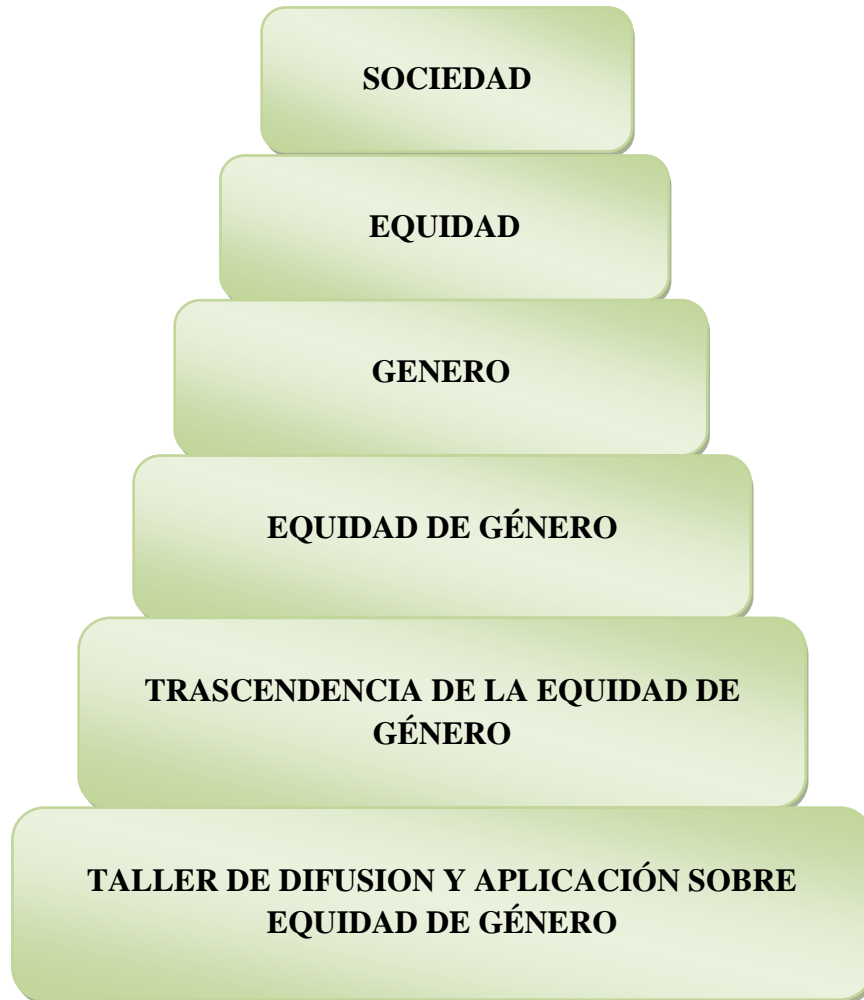 SOCIEDAD
EQUIDAD
GENERO
EQUIDAD DE GÉNERO
TRASCENDENCIA DE LA EQUIDAD DE
GÉNERO
TALLER DE DIFUSION Y APLICACIÓN SOBRE
EQUIDAD DE GÉNERO